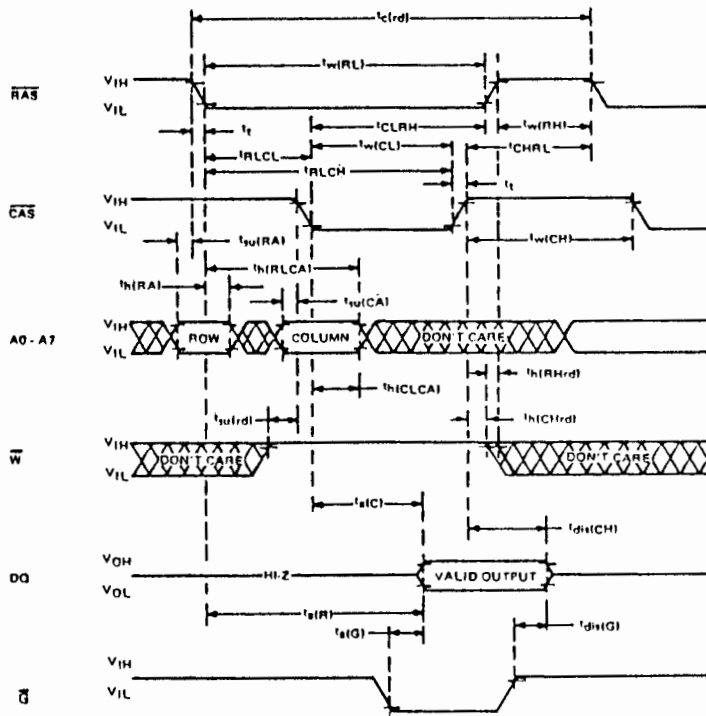 tc(rd)
tw(RL)
VIH
RAS
VIL
tCLRH
tw(RH)
tt
tw(CL)
tCHRL
tRLCL
tRLCH
tt
VIH
CAS
VIL
tsu(RA)
tw(CH)
th(RLCA)
th(RA)
tsu(CA)
VIH
A0 - A7
ROW
COLUMN
DON'T CARE
VIL
th(RHrd)
th(CLCA)
tsu(rd)
th(CHrd)
VIH
W
DON'T CARE
DON'T CARE
VIL
ta(C)
tdis(CH)
VOH
DQ
HI-Z
VALID OUTPUT
VOL
ta(R)
ta(G)
tdis(G)
VIH
G
VIL